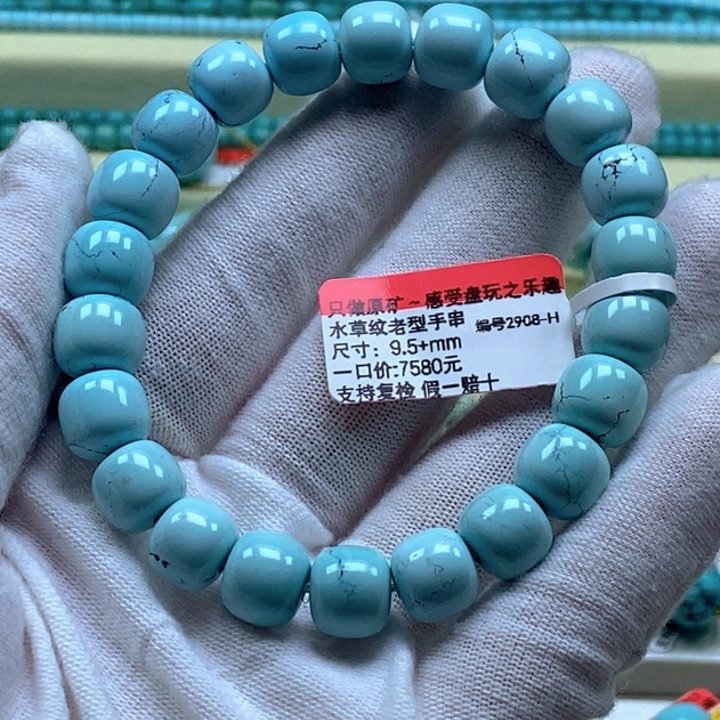 只做原矿～感受盘玩之乐趣
水草纹老型手串 编号2908-H
尺寸：9.5+mm
一口价:7580元
支持复检 假一赔十